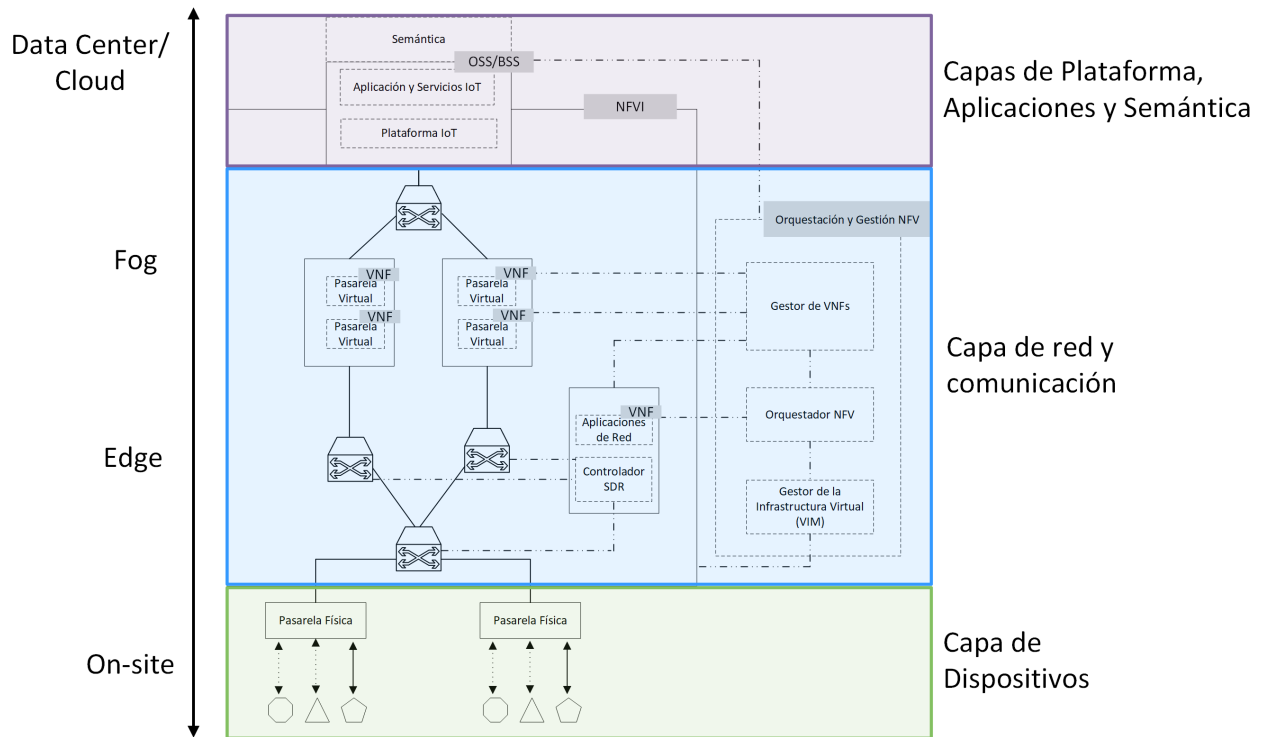 Data Center/
Cloud
Semántica
OSS/BSS
Aplicación y Servicios IoT
NFVI
Plataforma IoT
Capas de Plataforma,
Aplicaciones y Semántica
Orquestación y Gestión NFV
Fog
VNF
Pasarela
Virtual
VNF
Pasarela
Virtual
VNF
Pasarela
Virtual
VNF
Pasarela
Virtual
Gestor de VNFs
Capa de red y
comunicación
VNF
Aplicaciones
de Red
Orquestador NFV
Edge
Controlador
SDR
Gestor de la
Infrastructura Virtual
(VIM)
Pasarela Física
Pasarela Física
On-site
Capa de
Dispositivos